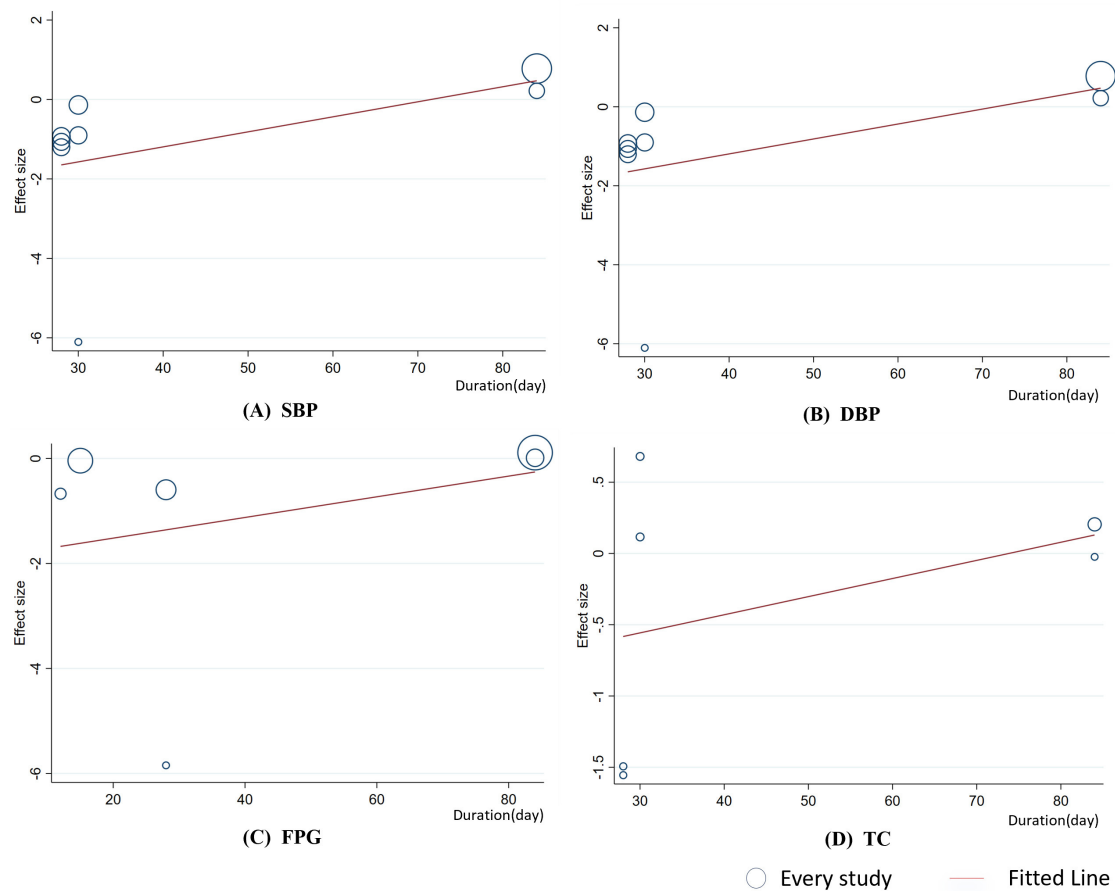 2
0
-2
-4
-6
Effect size
30
40
50
60
70
80
Duration(day)
(A) SBP
2
0
-2
-4
-6
Effect size
30
40
50
60
70
80
Duration(day)
(B) DBP
0
-2
-4
-6
Effect size
20
40
60
80
Duration(day)
(C) FPG
.5
0
-.5
-1
-1.5
Effect size
30
40
50
60
70
80
Duration(day)
(D) TC
Every study
Fitted Line